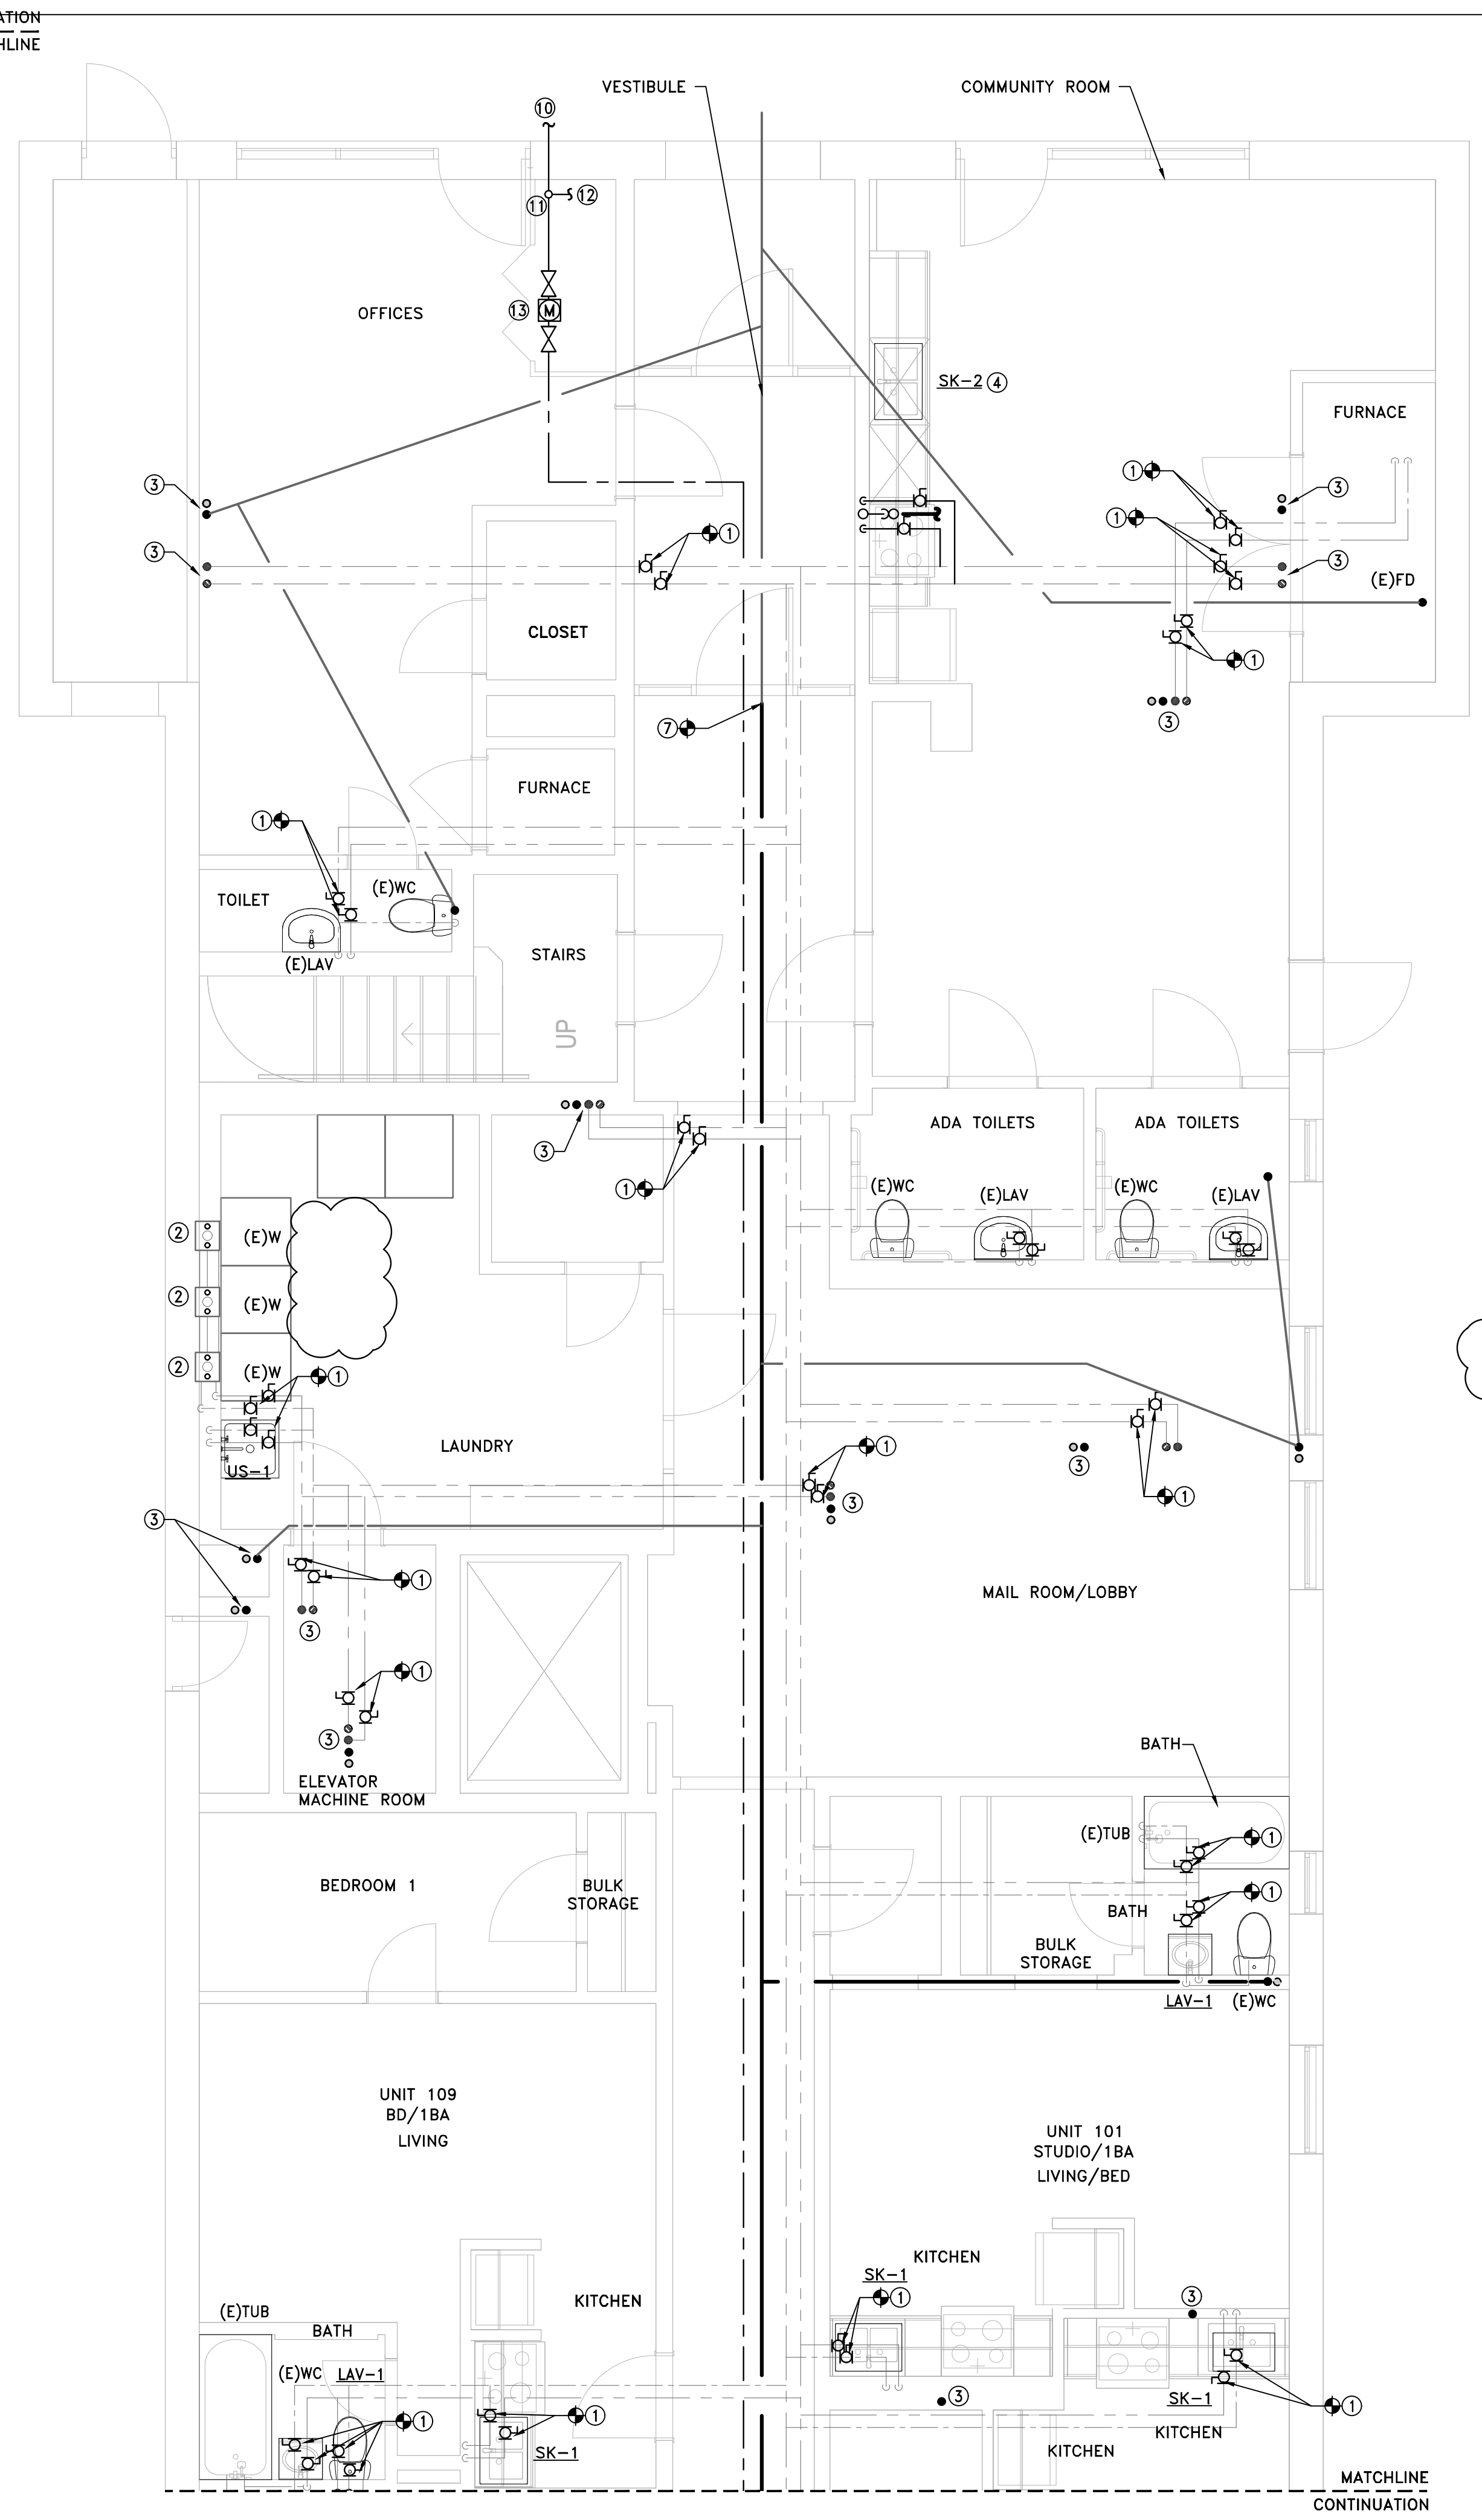 ATION
HLINE
VESTIBULE
COMMUNITY ROOM
10
11
12
13
M
OFFICES
SK-2 4
FURNACE
3
1
3
1
1
3
3
3
(E)FD
CLOSET
1
3
7
FURNACE
1
TOILET
(E)WC
(E)LAV
STAIRS
UP
3
1
ADA TOILETS
ADA TOILETS
(E)WC
(E)LAV
(E)WC
(E)LAV
2
(E)W
2
(E)W
2
(E)W
1
US-1
LAUNDRY
1
3
3
1
3
1
3
MAIL ROOM/LOBBY
1
3
ELEVATOR
MACHINE ROOM
BATH
(E)TUB
1
1
BATH
BEDROOM 1
BULK
STORAGE
BULK
STORAGE
LAV-1
(E)WC
UNIT 109
BD/1BA
LIVING
UNIT 101
STUDIO/1BA
LIVING/BED
KITCHEN
SK-1
1
3
KITCHEN
(E)TUB
BATH
(E)WC
LAV-1
1
1
SK-1
3
SK-1
1
KITCHEN
KITCHEN
MATCHLINE
CONTINUATION